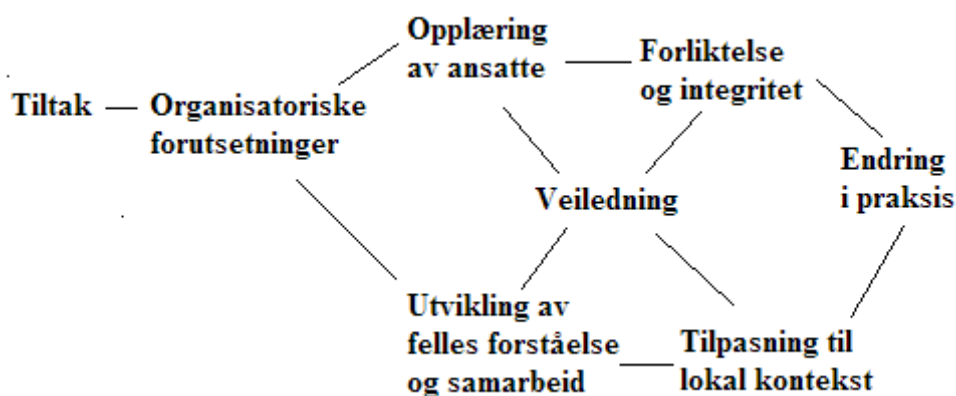 Tiltak
Organisatoriske
forutsetninger
Opplæring
av ansatte
Forliktelse
og integritet
Veiledning
Endring
i praksis
Utvikling av
felles forståelse
og samarbeid
Tilpasning til
lokal kontekst